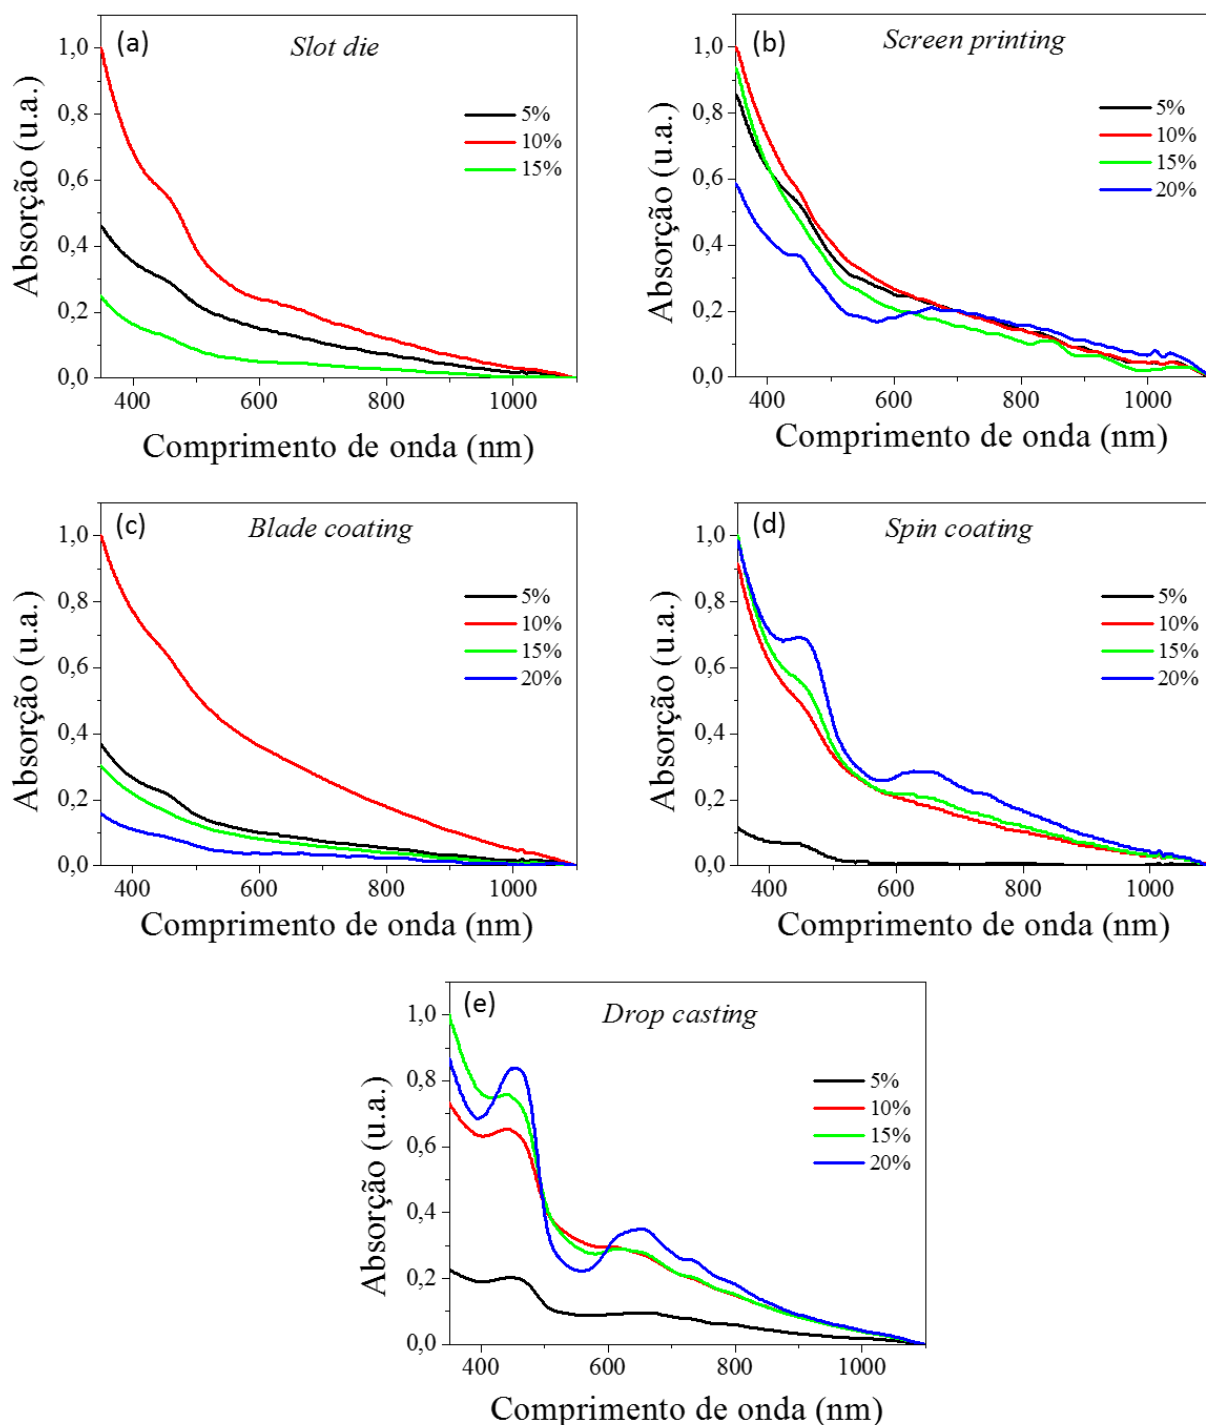 (a) Slot die
Absorção (u.a.)
1,0
0,8
0,6
0,4
0,2
0,0
5%
10%
15%
400 600 800 1000
Comprimento de onda (nm)
(b) Screen printing
Absorção (u.a.)
1,0
0,8
0,6
0,4
0,2
0,0
5%
10%
15%
20%
400 600 800 1000
Comprimento de onda (nm)
(c) Blade coating
Absorção (u.a.)
1,0
0,8
0,6
0,4
0,2
0,0
5%
10%
15%
20%
400 600 800 1000
Comprimento de onda (nm)
(d) Spin coating
Absorção (u.a.)
1,0
0,8
0,6
0,4
0,2
0,0
5%
10%
15%
20%
400 600 800 1000
Comprimento de onda (nm)
(e) Drop casting
Absorção (u.a.)
1,0
0,8
0,6
0,4
0,2
0,0
5%
10%
15%
20%
400 600 800 1000
Comprimento de onda (nm)